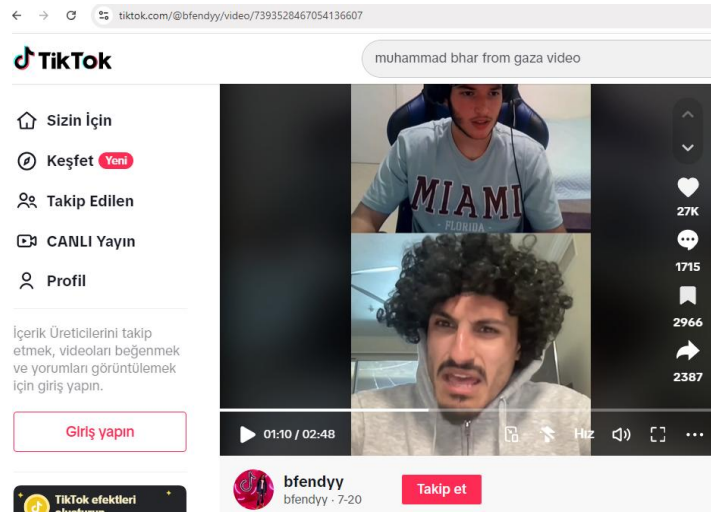 tiktok.com/@bfendyy/video/7393528467054136607
TikTok
muhammad bhar from gaza video
Sizin İçin
Keşfet Yeni
Takip Edilen
CANLI Yayın
Profil
İçerik Üreticilerini takip
etmek, videoları beğenmek
ve yorumları görüntülemek
için giriş yapın.
Giriş yapın
TikTok efektleri
MIAMI
- FLORIDA -
27K
1715
2966
2387
01:10 / 02:48
Hız
bfendyy
bfendyy · 7-20
Takip et